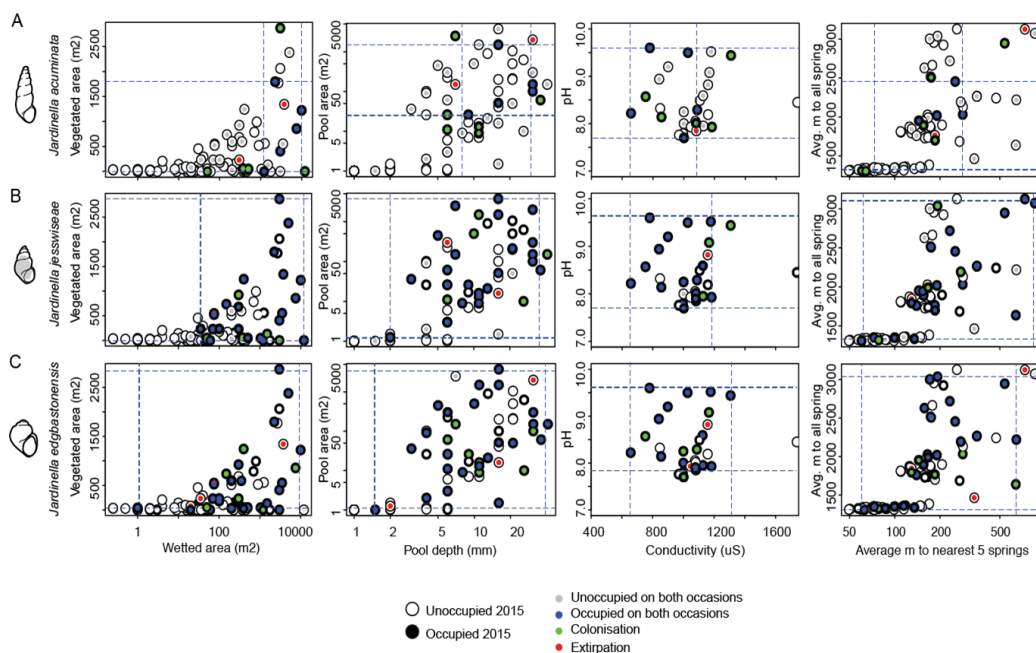 A
Jardinella acuminata
Vegetated area (m2)
2500
1500
500
Pool area (m2)
5000
50
5
1
pH
10.0
9.0
8.0
7.0
Avg. m to all spring
3000
2500
2000
1500
B
Jardinella jesswiseae
Vegetated area (m2)
2500
1500
500
Pool area (m2)
5000
50
5
1
pH
10.0
9.0
8.0
7.0
Avg. m to all spring
3000
2500
2000
1500
C
Jardinella edgbastonensis
Vegetated area (m2)
2500
1500
500
Pool area (m2)
5000
50
5
1
pH
10.0
9.0
8.0
7.0
Avg. m to all spring
3000
2500
2000
1500
1 100 10000
Wetted area (m2)
1 2 5 10 20
Pool depth (mm)
400 600 1000 1600
Conductivity (uS)
50 100 200 500
Average m to nearest 5 springs
Unoccupied 2015
Occupied 2015
Unoccupied on both occasions
Occupied on both occasions
Colonisation
Extirpation